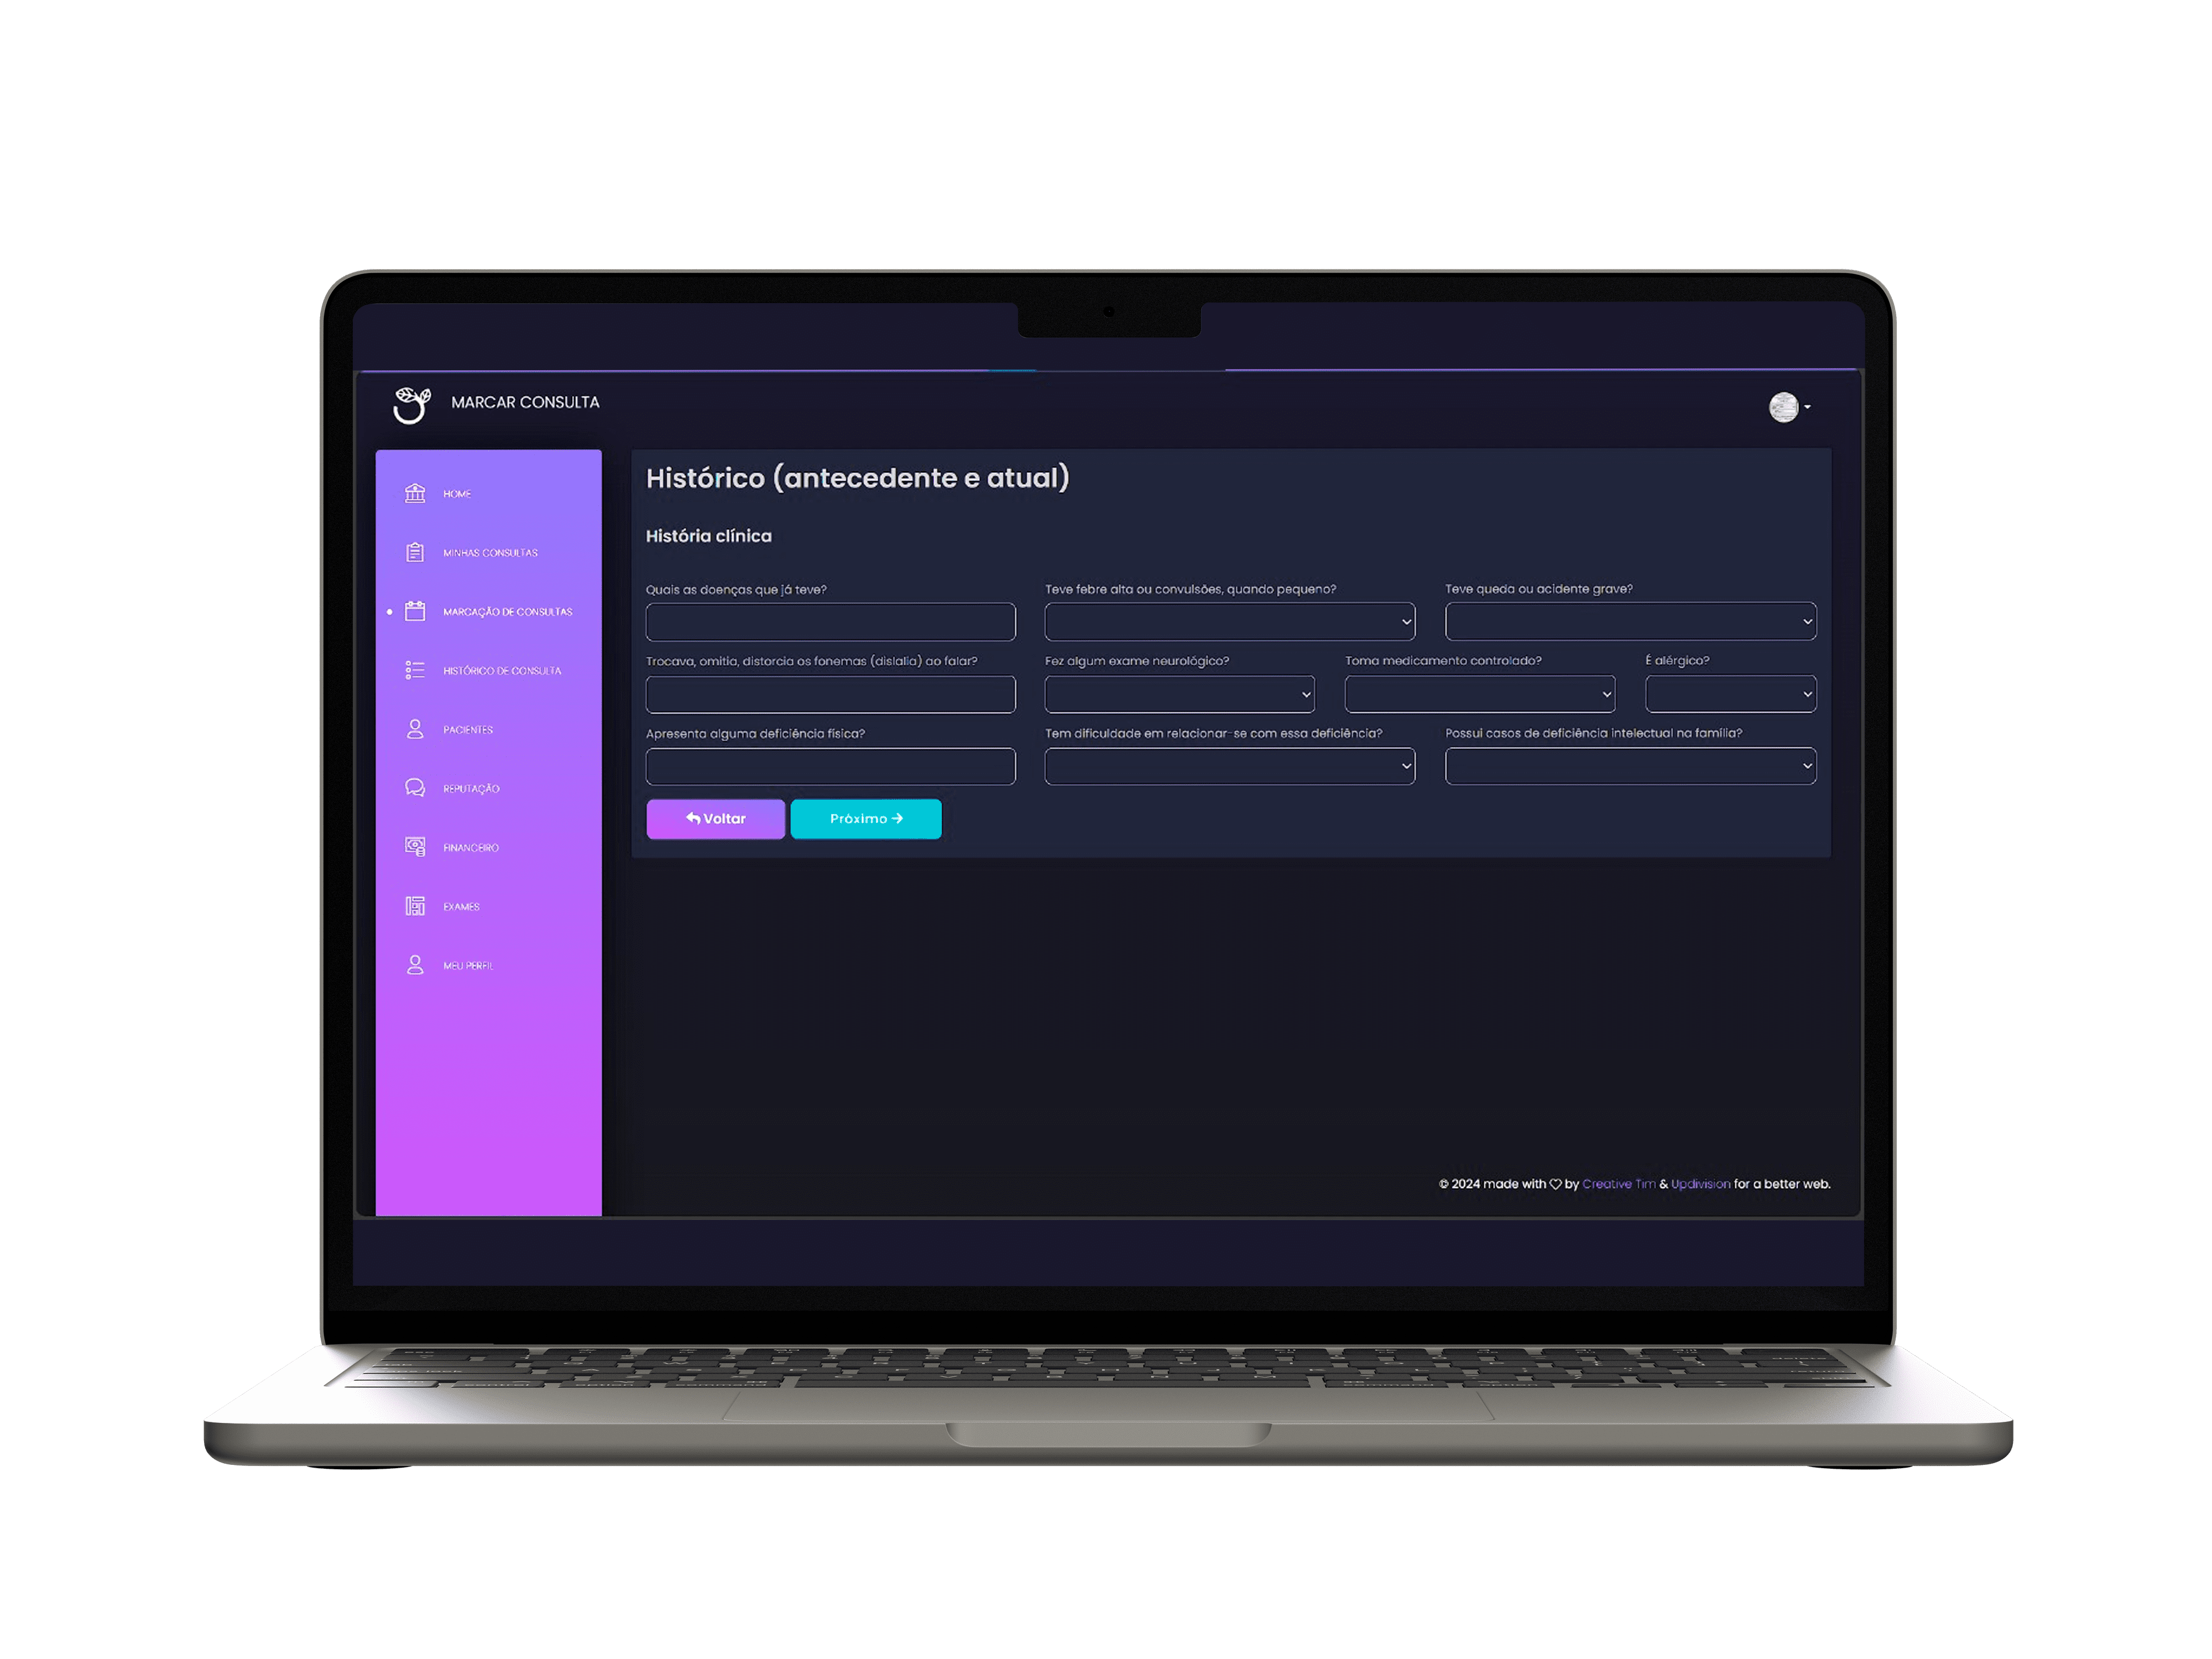 MARCAR CONSULTA
HOME
MINHAS CONSULTAS
MARCAÇÃO DE CONSULTAS
HISTÓRICO DE CONSULTA
PACIENTES
REPUTAÇÃO
FINANCEIRO
EXAMES
MEU PERFIL
Histórico (antecedente e atual)
História clínica
Quais as doenças que já teve?
Teve febre alta ou convulsões, quando pequeno?
Teve queda ou acidente grave?
Trocava, omitia, distorcia os fonemas (dislalia) ao falar?
Fez algum exame neurológico?
Toma medicamento controlado?
É alérgico?
Apresenta alguma deficiência física?
Tem dificuldade em relacionar-se com essa deficiência?
Possui casos de deficiência intelectual na família?
Voltar
Próximo
© 2024 made with ♡ by Creative Tim & Updivision for a better web.